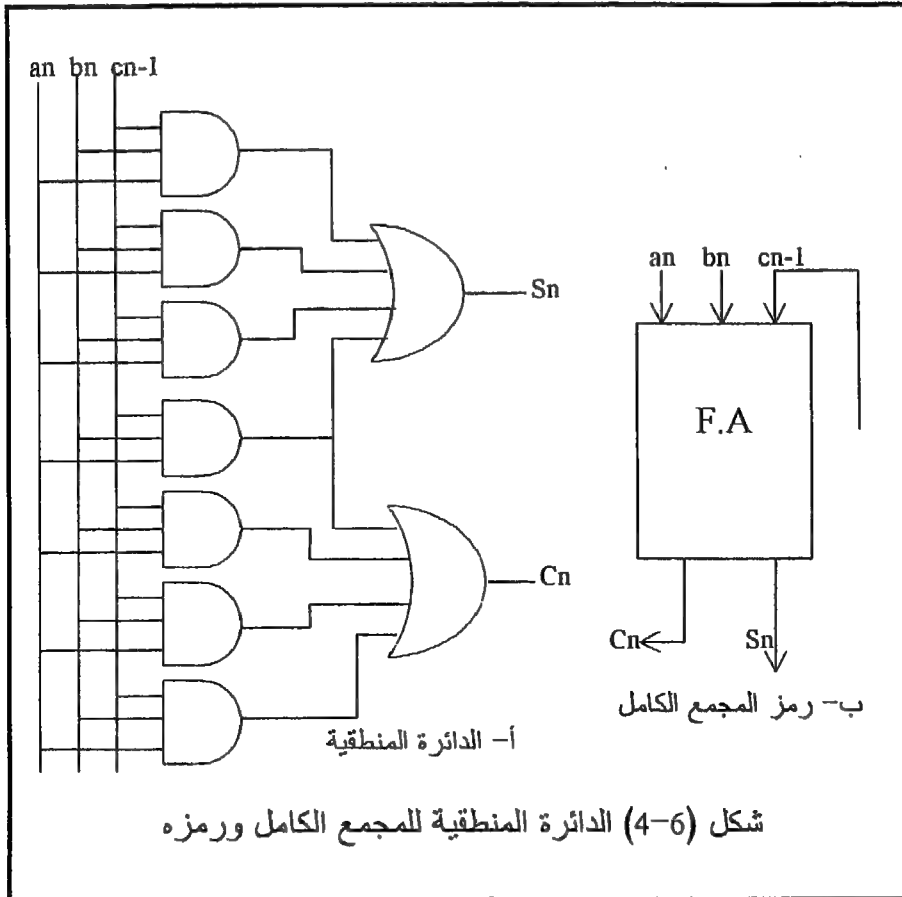 an bn cn-1
Sn
an bn cn-1
F.A
Cn
Cn
Sn
ب- رمز المجمع الكامل
أ- الدائرة المنطقية
شكل (6-4) الدائرة المنطقية للمجمع الكامل ورمزه